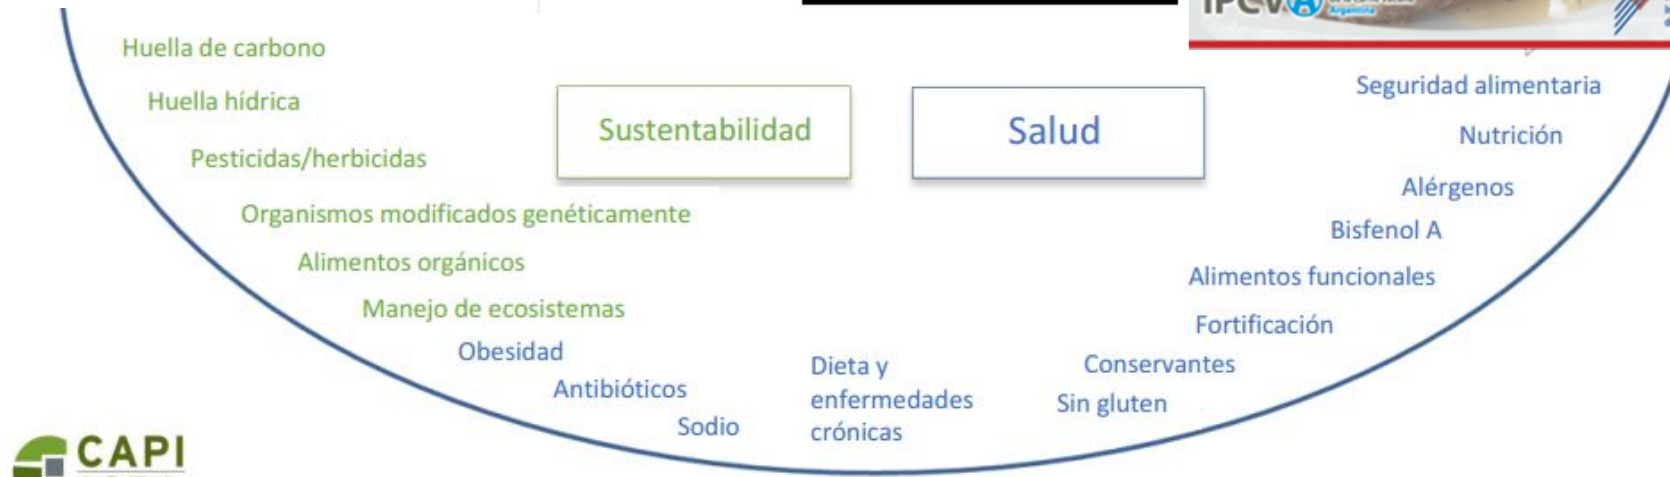 IPCVA
Argentina
Huella de carbono
Huella hídrica
Pesticidas/herbicidas
Organismos modificados genéticamente
Alimentos orgánicos
Manejo de ecosistemas
Sustentabilidad
Salud
Seguridad alimentaria
Nutrición
Alérgenos
Bisfenol A
Alimentos funcionales
Fortificación
Conservantes
Sin gluten
Obesidad
Antibióticos
Sodio
Dieta y
enfermedades
crónicas
CAPI